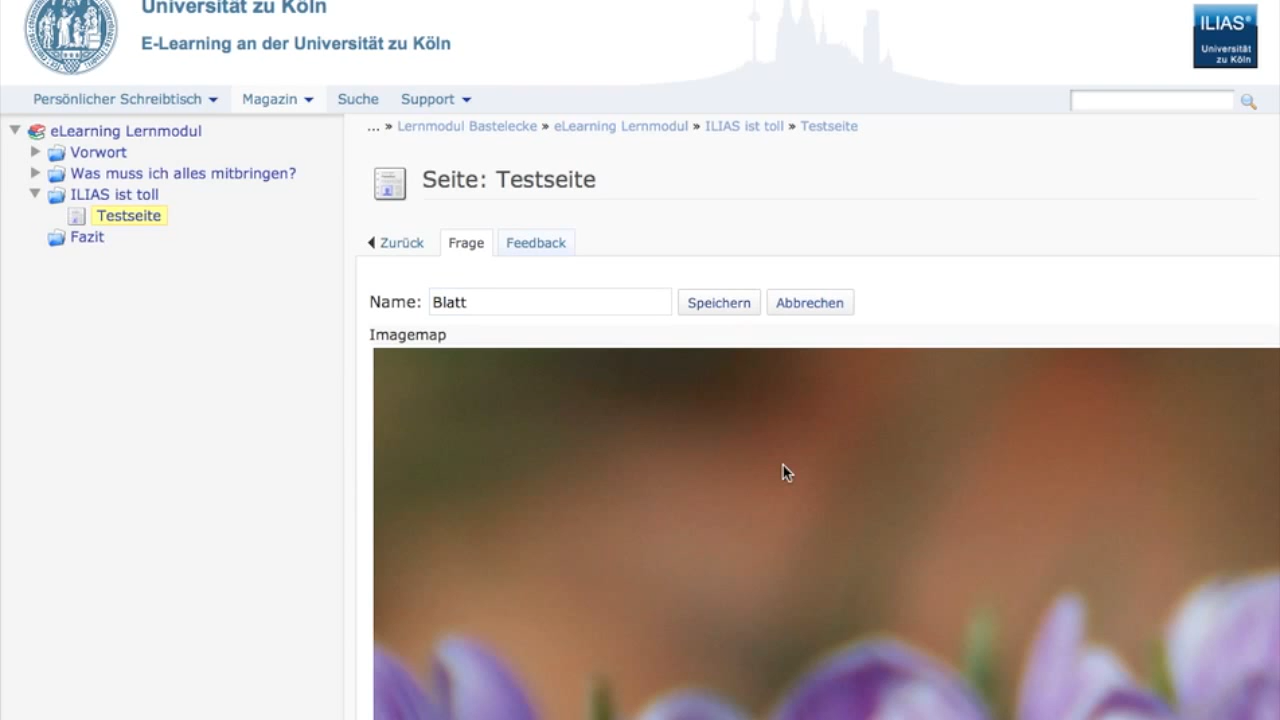 Universität zu Köln
E-Learning an der Universität zu Köln
ILIAS®
Universität
zu Köln
Persönlicher Schreibtisch Magazin Suche Support
eLearning Lernmodul
Vorwort
Was muss ich alles mitbringen?
ILIAS ist toll
Testseite
Fazit
... » Lernmodul Bastelecke » eLearning Lernmodul » ILIAS ist toll » Testseite
Seite: Testseite
Zurück Frage Feedback
Name: Blatt Speichern Abbrechen
Imagemap